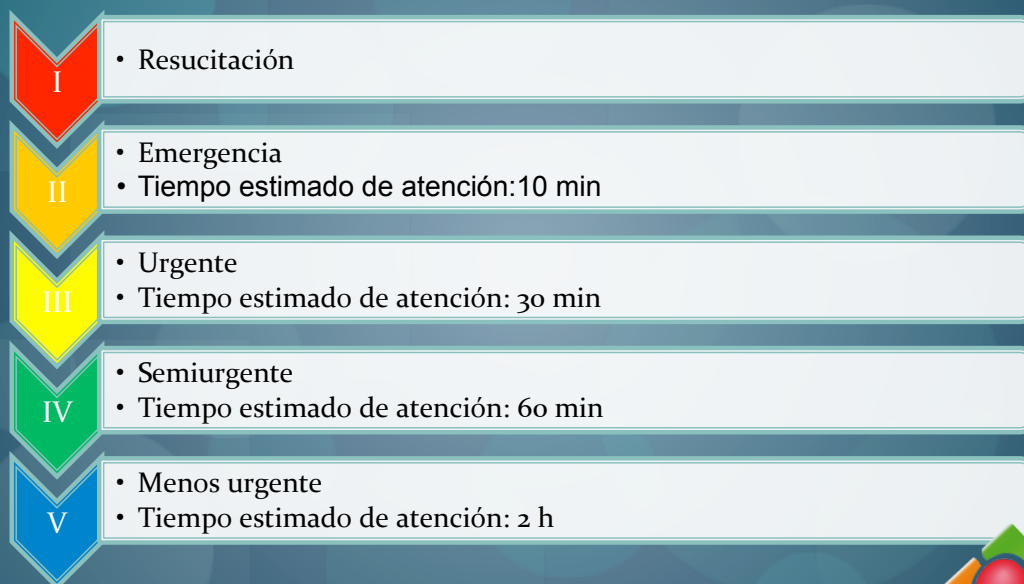 I
• Resucitación
II
• Emergencia
• Tiempo estimado de atención:10 min
III
• Urgente
• Tiempo estimado de atención: 30 min
IV
• Semiurgente
• Tiempo estimado de atención: 60 min
V
• Menos urgente
• Tiempo estimado de atención: 2 h